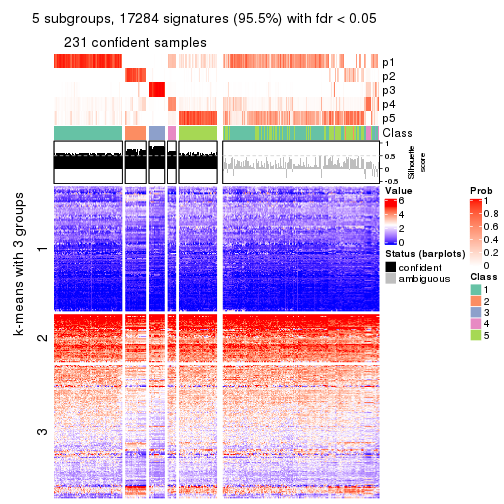 5 subgroups, 17284 signatures (95.5%) with fdr < 0.05
231 confident samples
p1
p2
p3
p4
p5
Class
1
0.5
0
-0.5
Silhouette score
k-means with 3 groups
1
2
3
Value
6
4
2
0
Status (barplots)
confident
ambiguous
Prob
1
0.8
0.6
0.4
0.2
0
Class
1
2
3
4
5